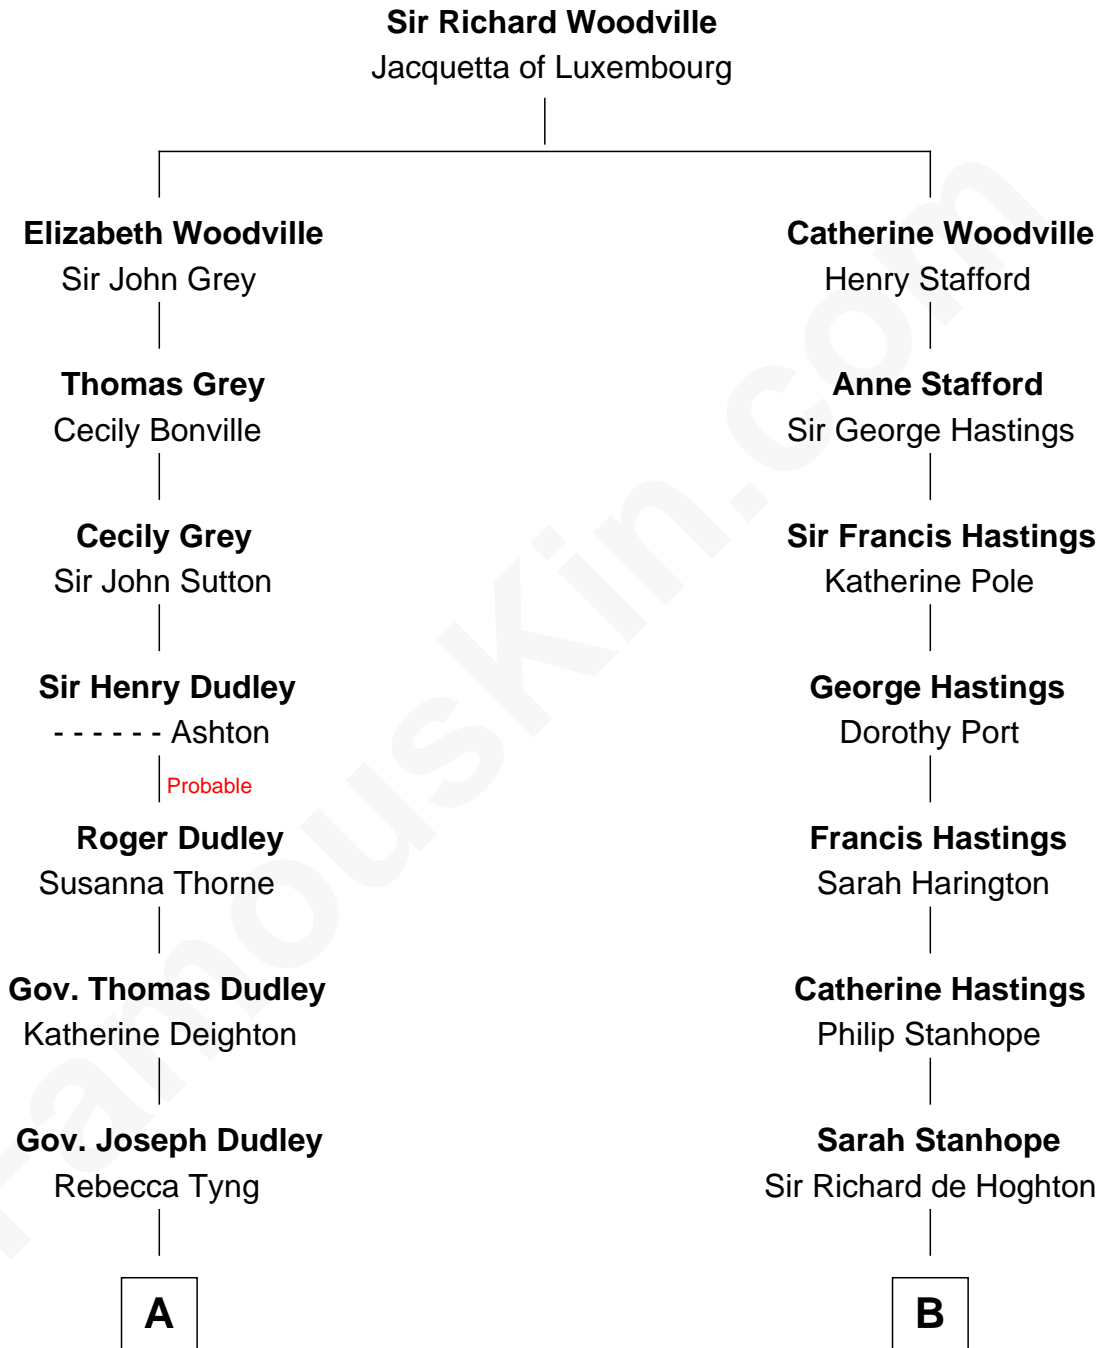 Sir Richard Woodville
Jacquetta of Luxembourg
Elizabeth Woodville
Sir John Grey
Catherine Woodville
Henry Stafford
Thomas Grey
Cecily Bonville
Anne Stafford
Sir George Hastings
Cecily Grey
Sir John Sutton
Sir Francis Hastings
Katherine Pole
Sir Henry Dudley
- - - - - - Ashton
George Hastings
Dorothy Port
Probable
Roger Dudley
Susanna Thorne
Francis Hastings
Sarah Harington
Gov. Thomas Dudley
Katherine Deighton
Catherine Hastings
Philip Stanhope
Gov. Joseph Dudley
Rebecca Tyng
Sarah Stanhope
Sir Richard de Hoghton
A
B
FamousKin.com